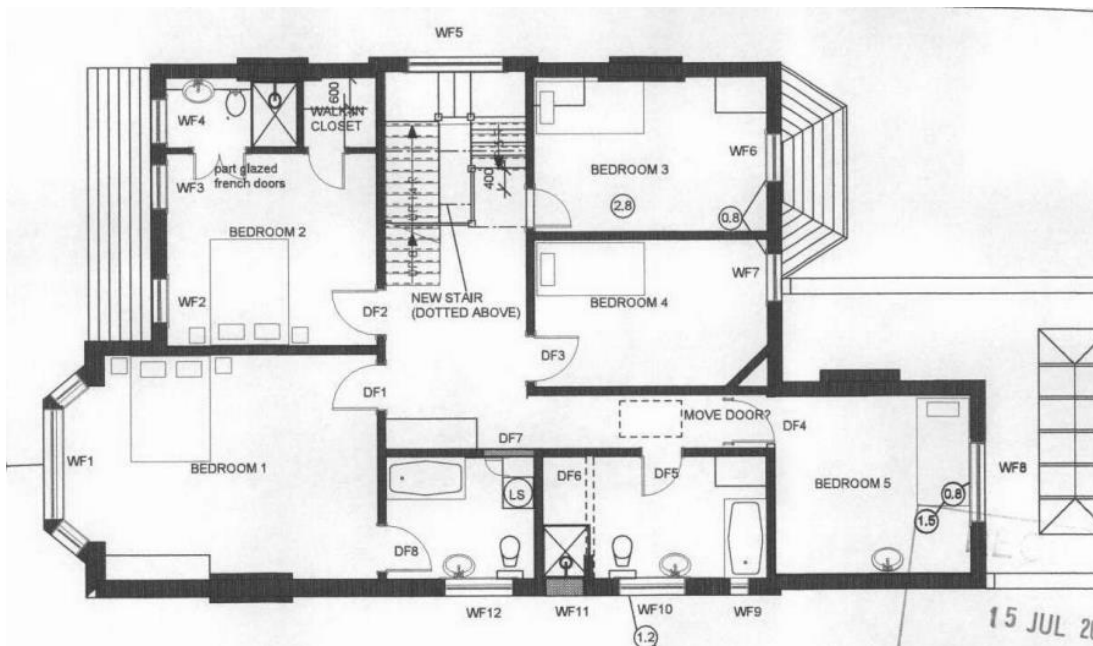 WF5
WF4
600
WALK IN
CLOSET
WF3
part glazed
french doors
400
BEDROOM 3
WF6
2.8
0.8
BEDROOM 2
WF2
NEW STAIR
(DOTTED ABOVE)
DF2
BEDROOM 4
WF7
DF3
DF1
MOVE DOOR?
DF4
WF1
BEDROOM 1
DF7
DF6
DF5
LS
BEDROOM 5
WF8
0.8
1.5
DF8
WF12
WF11
WF10
WF9
1.2
15 JUL 20